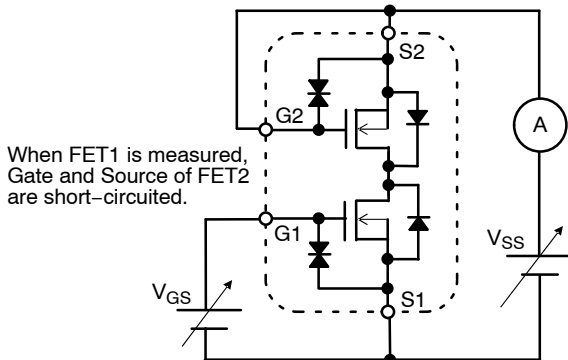 S2
G2
A
When FET1 is measured,
Gate and Source of FET2
are short−circuited.
G1
VSS
VGS
S1